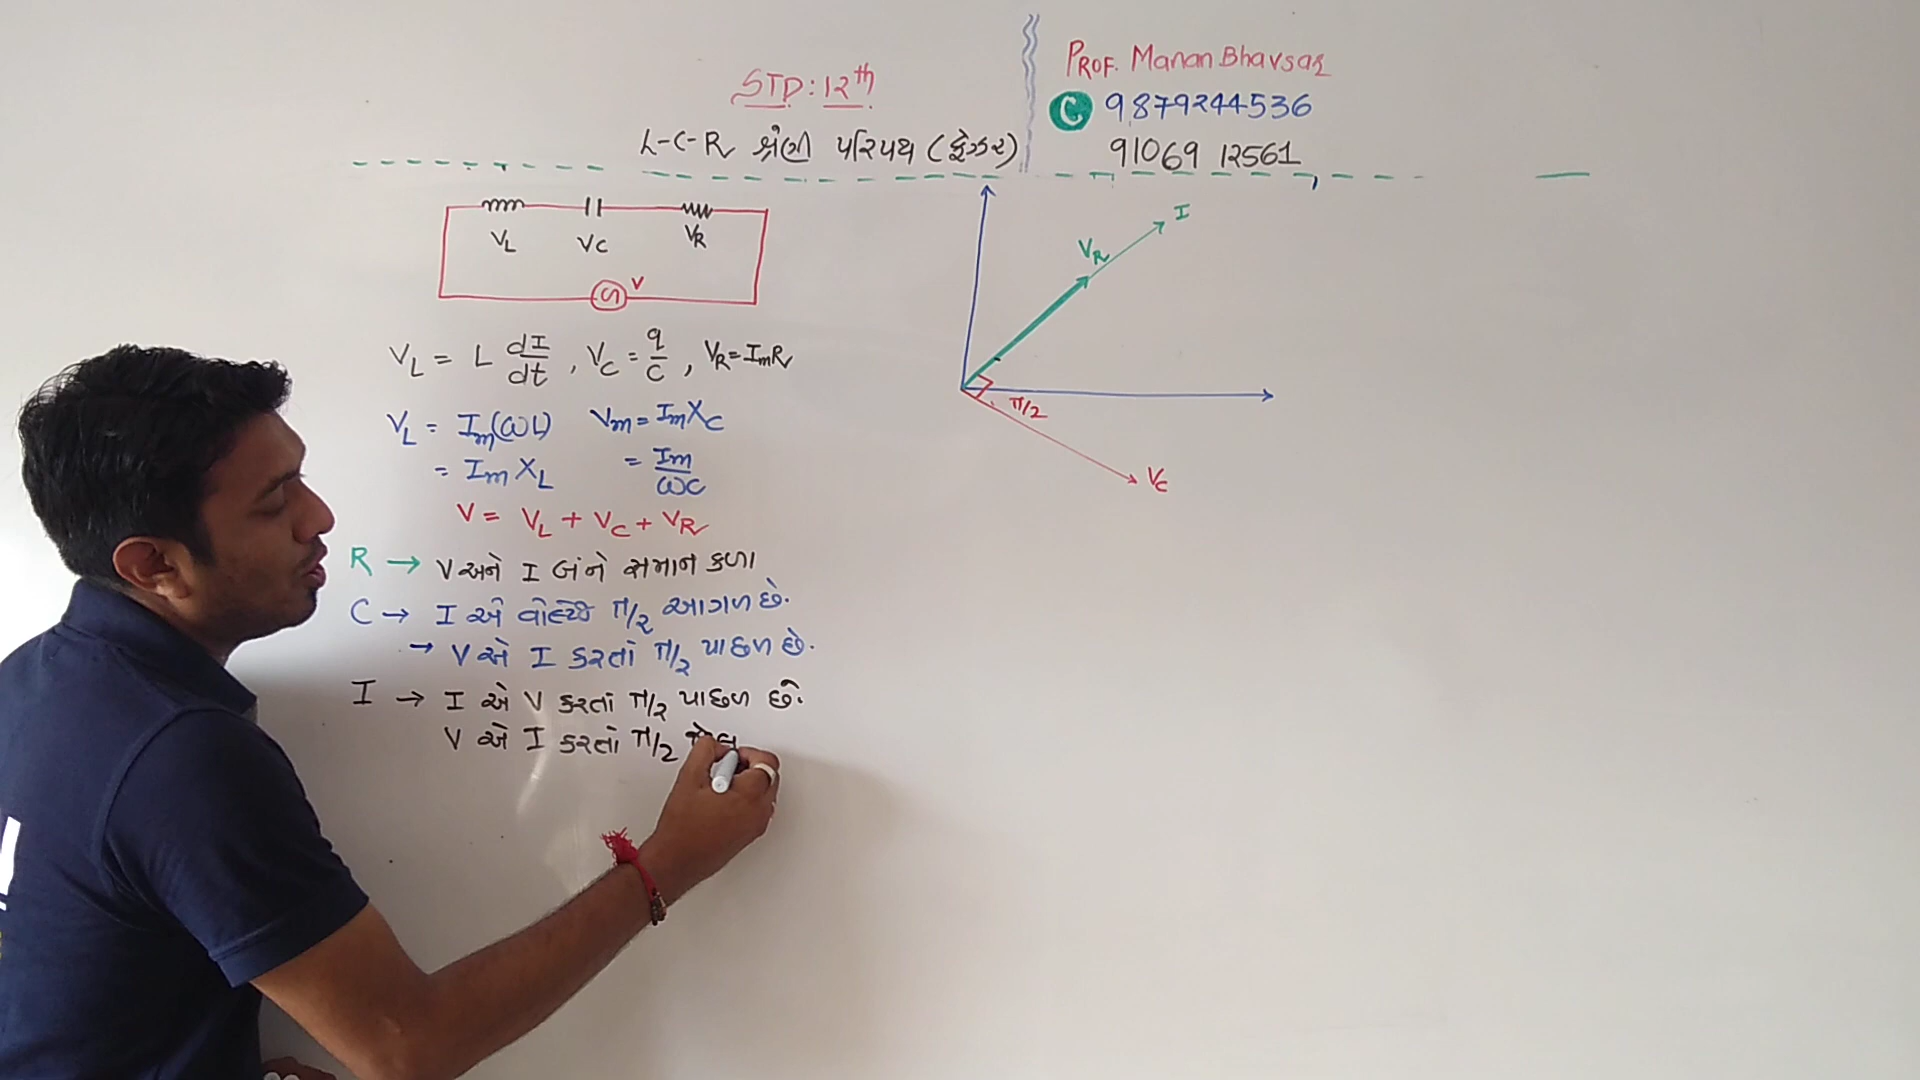 STD: 12th
L-C-R શ્રેણી પરિપથ (ફેઝર)
PROF. Manan Bhavsar
C 9879244536
91069 12561
VL VC VR
V
VL = L dI/dt , VC = q/C , VR = ImR
VL = Im(ωL) Vm = ImXC
= Im XL = Im/ωC
V = VL + VC + VR
R → V અને I બંને સમાન કળા
C → I એ વોલ્ટેજ π/2 આગળ છે.
→ V એ I કરતાં π/2 પાછળ છે.
I → I એ V કરતાં π/2 પાછળ છે.
V એ I કરતાં π/2
I
VR
π/2
VC